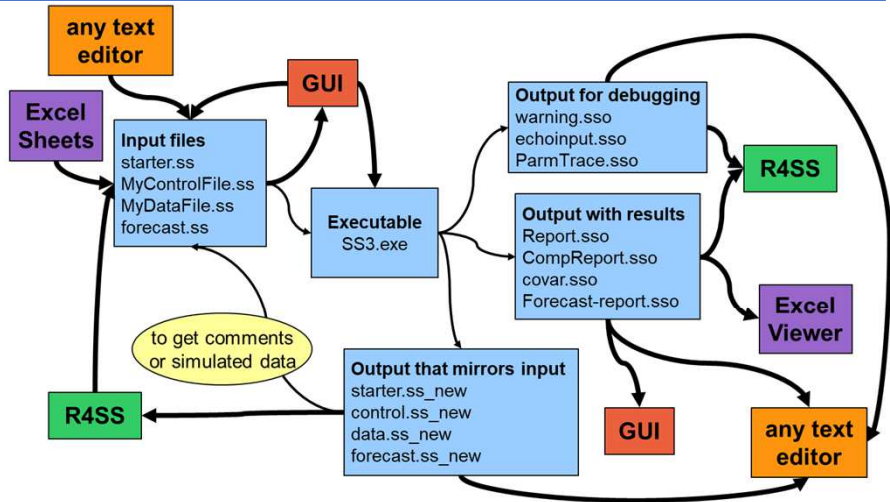 any text
editor
GUI
Excel
Sheets
Input files
starter.ss
MyControlFile.ss
MyDataFile.ss
forecast.ss
Executable
SS3.exe
Output for debugging
warning.sso
echoinput.sso
ParmTrace.sso
R4SS
Output with results
Report.sso
CompReport.sso
covar.sso
Forecast-report.sso
Excel
Viewer
to get comments
or simulated data
Output that mirrors input
starter.ss_new
control.ss_new
data.ss_new
forecast.ss_new
R4SS
GUI
any text
editor